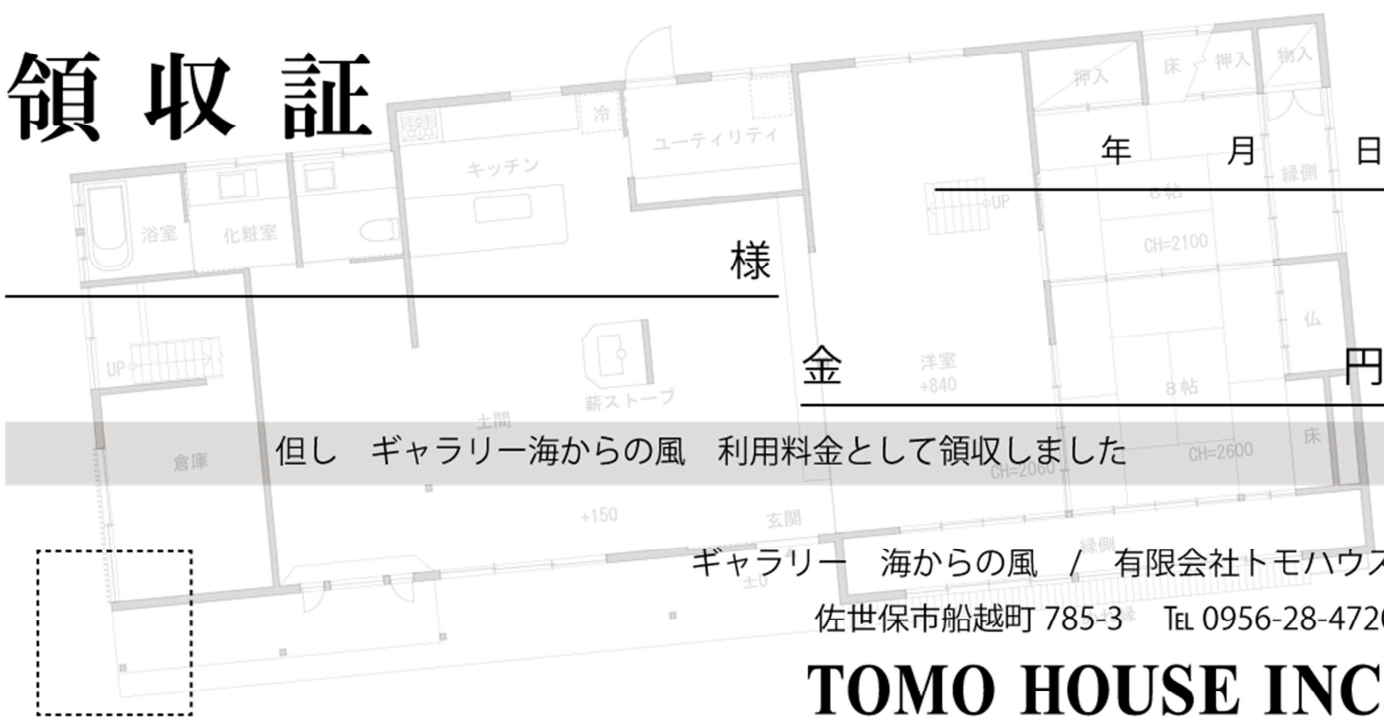 領収証
年 月 日
様
金 円
但し ギャラリー海からの風 利用料金として領収しました
ギャラリー 海からの風 / 有限会社トモハウス
佐世保市船越町 785-3 ℡ 0956-28-4720
TOMO HOUSE INC
押入
床
押入
物入
冷
ユーティリティ
キッチン
縁側
8帖
UP
浴室
化粧室
CH=2100
仏
UP
洋室
+840
薪ストーブ
8帖
土間
床
倉庫
CH=2060
CH=2600
+150
玄関
縁側
±0